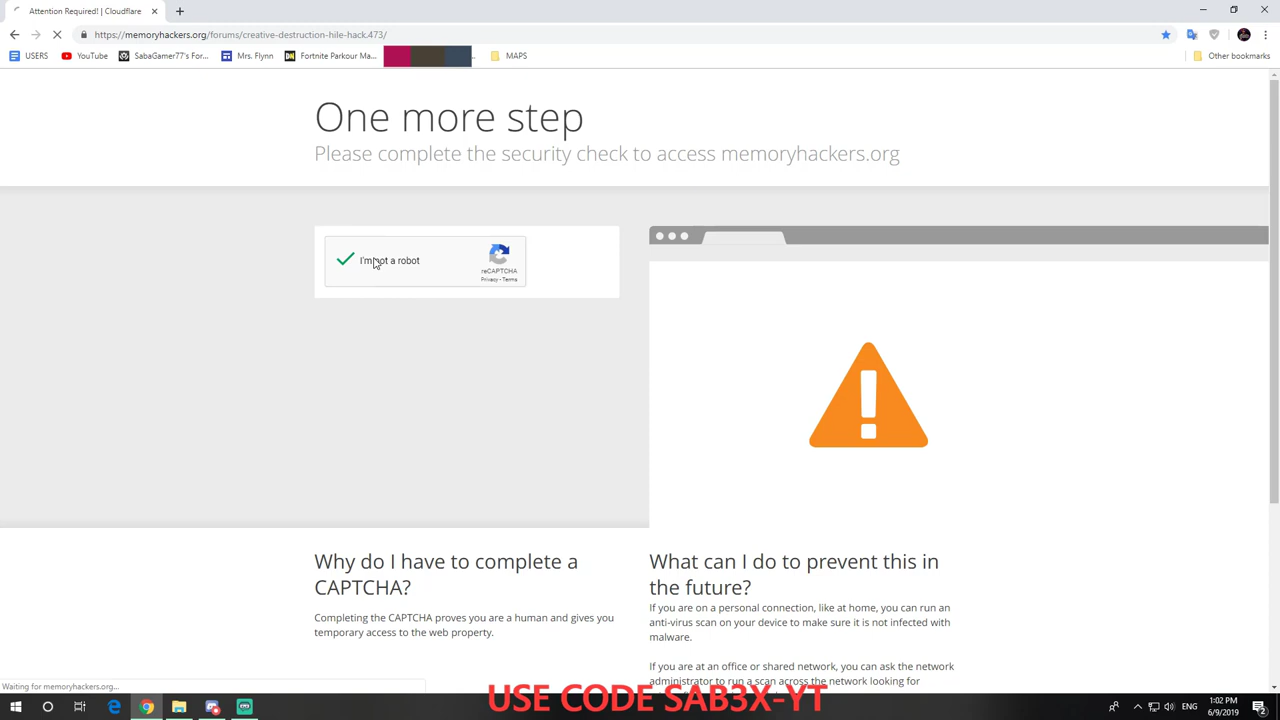 Attention Required! | Cloudflare
https://memoryhackers.org/forums/creative-destruction-hile-hack.473/
USERS
YouTube
SabaGamer77's For...
Mrs. Flynn
Fortnite Parkour Ma...
MAPS
Other bookmarks
One more step
Please complete the security check to access memoryhackers.org
I'm not a robot
reCAPTCHA
Privacy - Terms
Why do I have to complete a
CAPTCHA?
Completing the CAPTCHA proves you are a human and gives you
temporary access to the web property.
What can I do to prevent this in
the future?
If you are on a personal connection, like at home, you can run an
anti-virus scan on your device to make sure it is not infected with
malware.
If you are at an office or shared network, you can ask the network
administrator to run a scan across the network looking for
Waiting for memoryhackers.org...
USE CODE SAB3X-YT
ENG
1:02 PM
6/9/2019
2